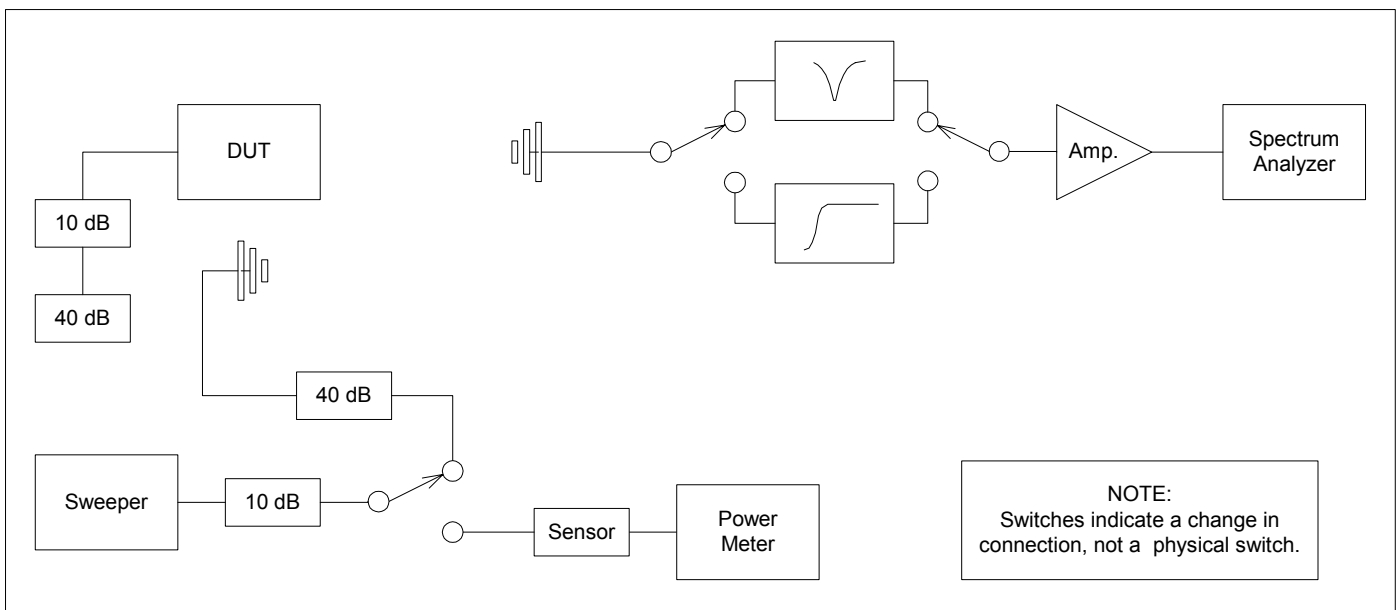 DUT
10 dB
40 dB
Amp.
Spectrum
Analyzer
40 dB
Sweeper
10 dB
Sensor
Power
Meter
NOTE:
Switches indicate a change in
connection, not a physical switch.